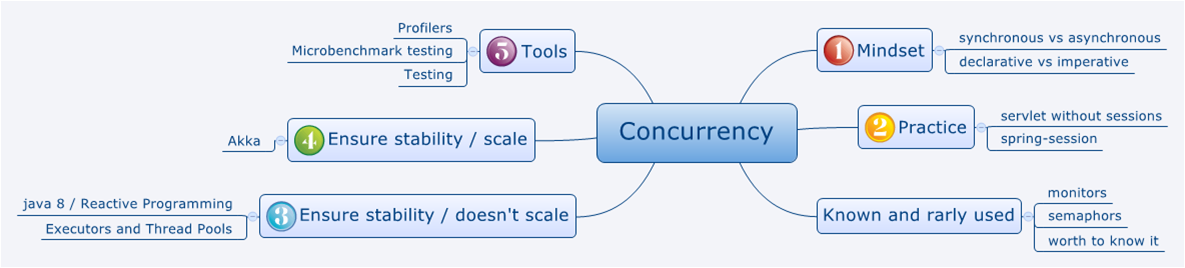 Concurrency
1 Mindset
synchronous vs asynchronous
declarative vs imperative
2 Practice
servlet without sessions
spring-session
Known and rarly used
monitors
semaphors
worth to know it
3 Ensure stability / doesn't scale
java 8 / Reactive Programming
Executors and Thread Pools
4 Ensure stability / scale
Akka
5 Tools
Profilers
Microbenchmark testing
Testing